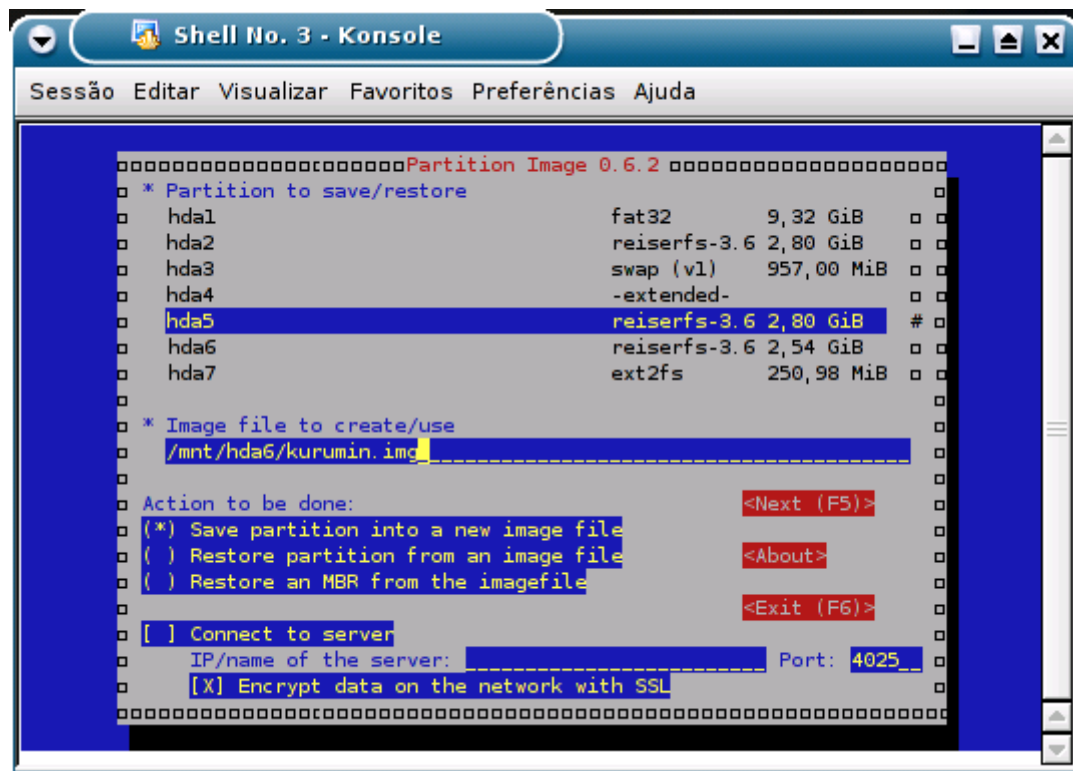 Shell No. 3 - Konsole
Sessão Editar Visualizar Favoritos Preferências Ajuda
Partition Image 0.6.2
* Partition to save/restore
hda1 fat32 9,32 GiB
hda2 reiserfs-3.6 2,80 GiB
hda3 swap (v1) 957,00 MiB
hda4 -extended-
hda5 reiserfs-3.6 2,80 GiB #
hda6 reiserfs-3.6 2,54 GiB
hda7 ext2fs 250,98 MiB
* Image file to create/use
/mnt/hda6/kurumin.img
Action to be done: <Next (F5)>
(*) Save partition into a new image file
( ) Restore partition from an image file <About>
( ) Restore an MBR from the imagefile
<Exit (F6)>
[ ] Connect to server
IP/name of the server: Port: 4025__
[X] Encrypt data on the network with SSL